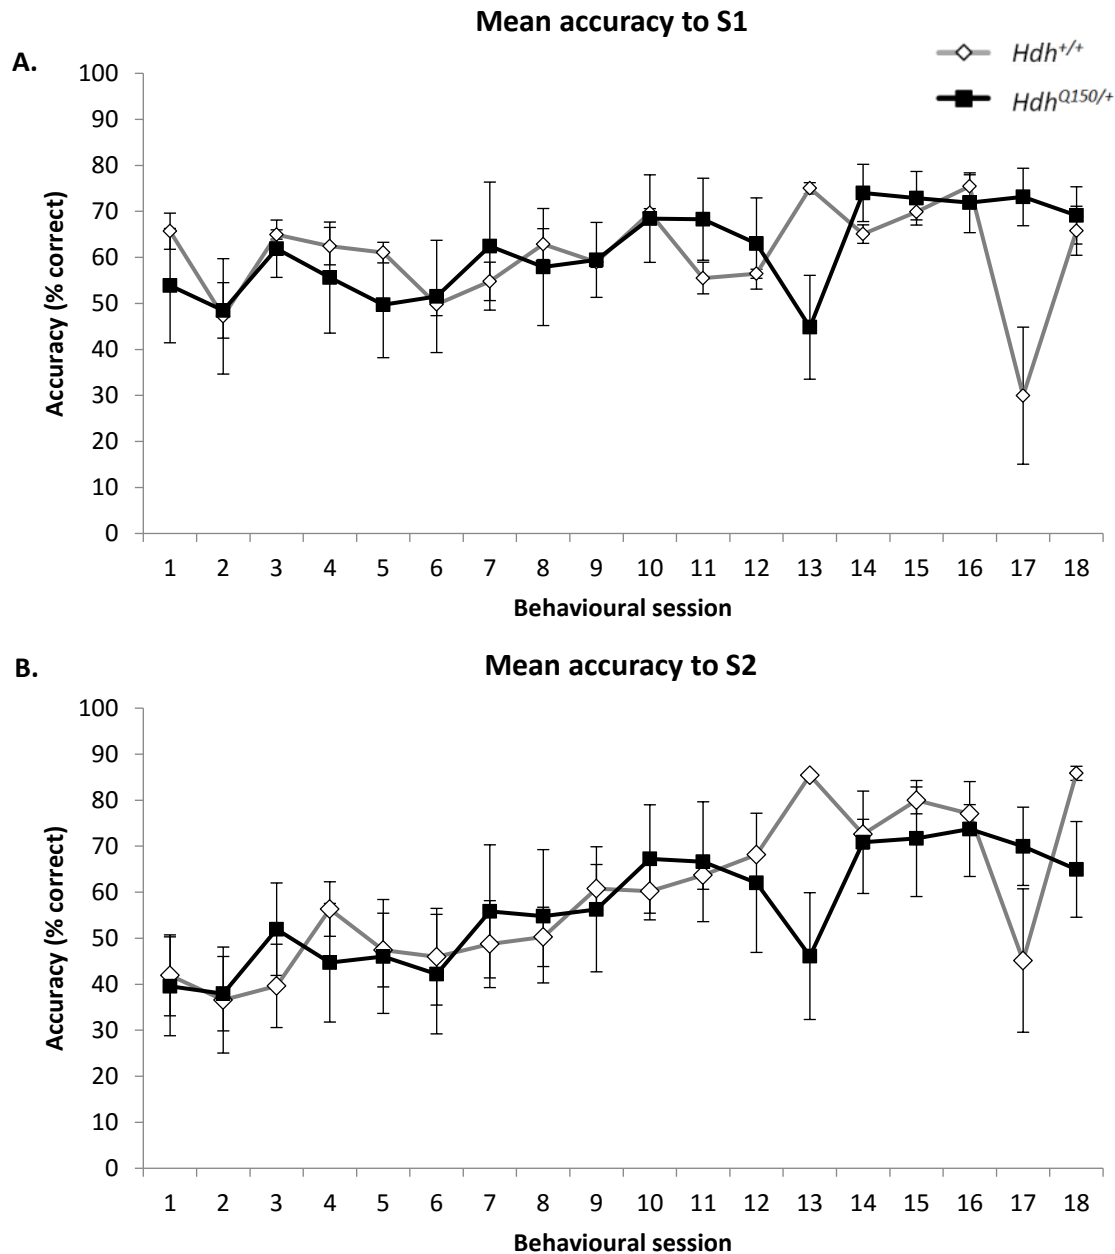 Mean accuracy to S1
A.
Hdh+/+
HdhQ150/+
Accuracy (% correct)
100
90
80
70
60
50
40
30
20
10
0
1 2 3 4 5 6 7 8 9 10 11 12 13 14 15 16 17 18
Behavioural session
B.
Mean accuracy to S2
Accuracy (% correct)
100
90
80
70
60
50
40
30
20
10
0
1 2 3 4 5 6 7 8 9 10 11 12 13 14 15 16 17 18
Behavioural session